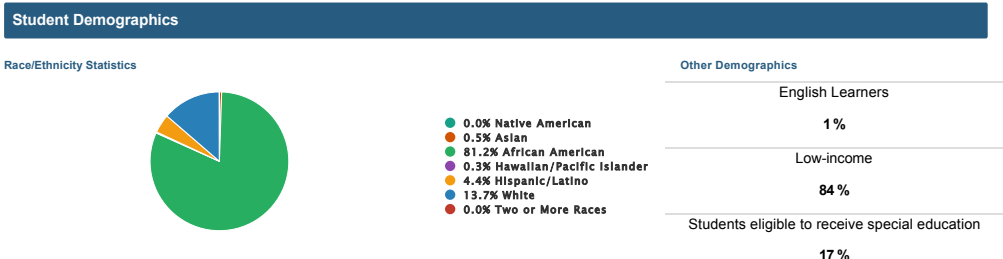 Student Demographics
Race/Ethnicity Statistics
0.0% Native American
0.5% Asian
81.2% African American
0.3% Hawaiian/Pacific Islander
4.4% Hispanic/Latino
13.7% White
0.0% Two or More Races
Other Demographics
English Learners
1 %
Low-income
84 %
Students eligible to receive special education
17 %